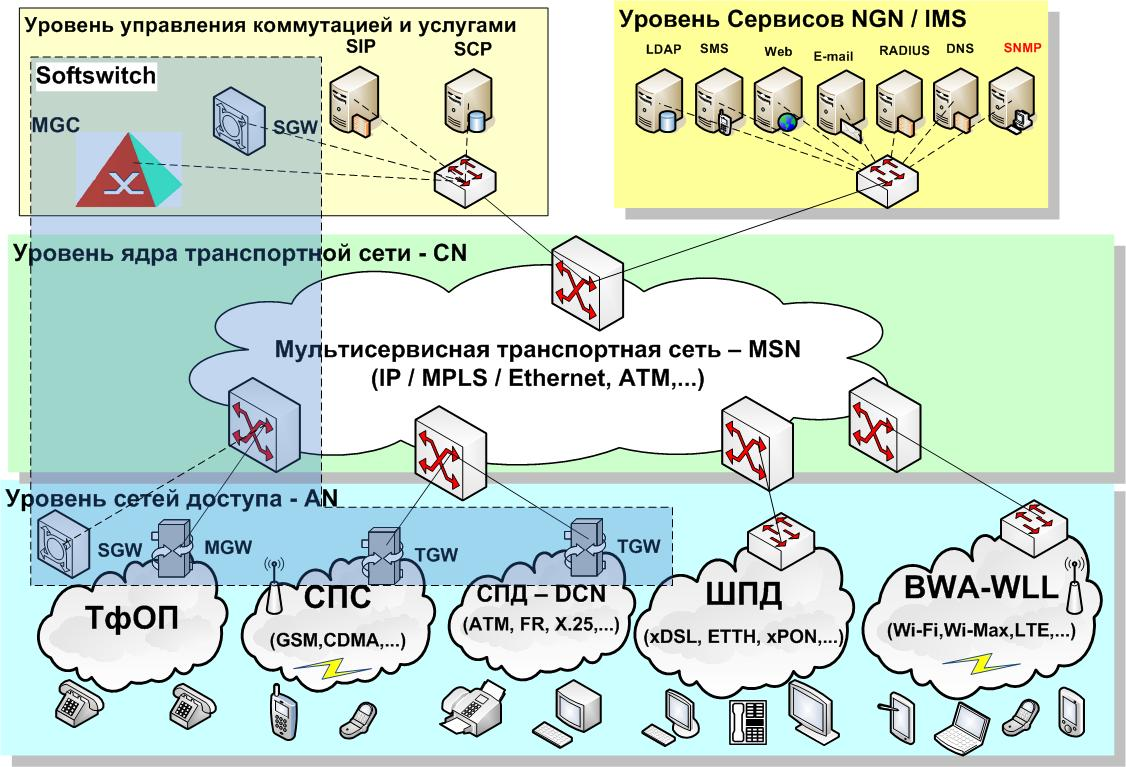 Уровень управления коммутацией и услугами
SIP
SCP
Softswitch
MGC
SGW
Уровень Сервисов NGN / IMS
LDAP
SMS
Web
E-mail
RADIUS
DNS
SNMP
Уровень ядра транспортной сети - CN
Мультисервисная транспортная сеть – MSN
(IP / MPLS / Ethernet, ATM,...)
Уровень сетей доступа - AN
SGW
MGW
TGW
TGW
ТфОП
СПС
(GSM,CDMA,...)
СПД – DCN
(ATM, FR, X.25,...)
ШПД
(xDSL, ETTH, xPON,...)
BWA-WLL
(Wi-Fi,Wi-Max,LTE,...)